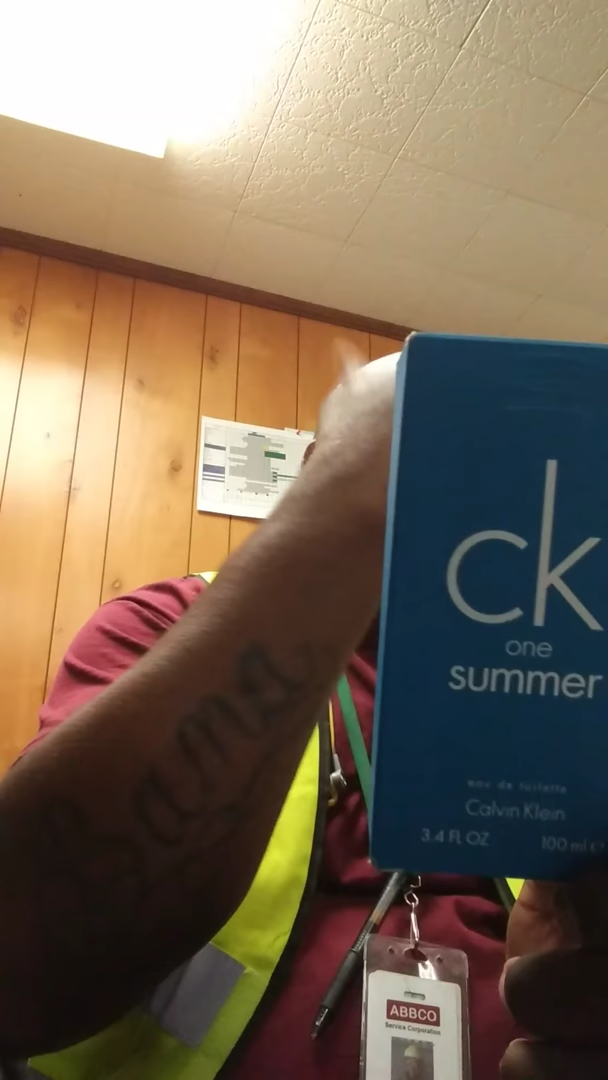 ck
one
summer
eau de toilette
Calvin Klein
3.4 FL OZ 100 ml e
ABBCO
Service Corporation